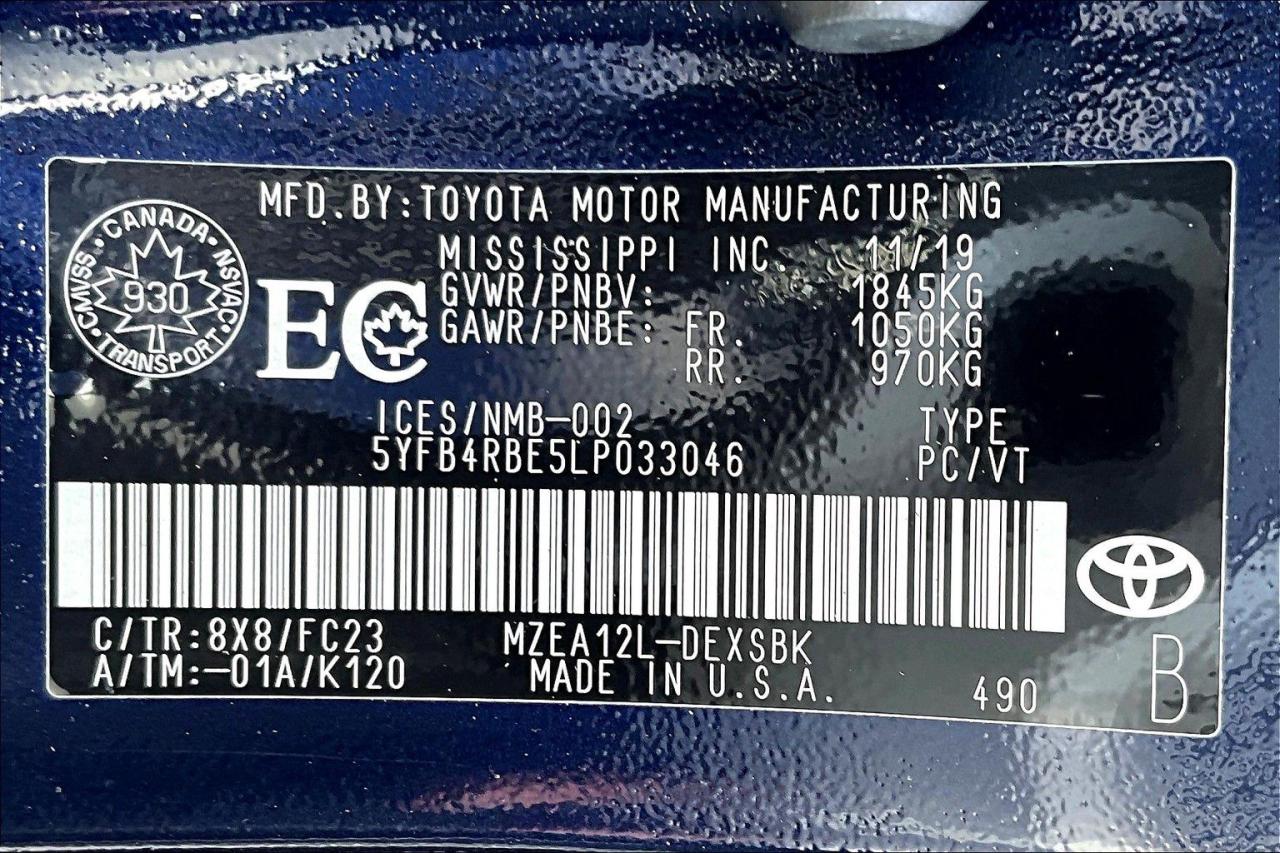 MFD.BY:TOYOTA MOTOR MANUFACTURING
MISSISSIPPI INC. 11/19
CANADA · NSVAC · TRANSPORT · CMVSS ·
930
EC
GVWR/PNBV: 1845KG
GAWR/PNBE: FR. 1050KG
RR. 970KG
ICES/NMB-002 TYPE
5YFB4RBE5LP033046 PC/VT
C/TR:8X8/FC23 MZEA12L-DEXSBK
A/TM:-01A/K120 MADE IN U.S.A. 490 B